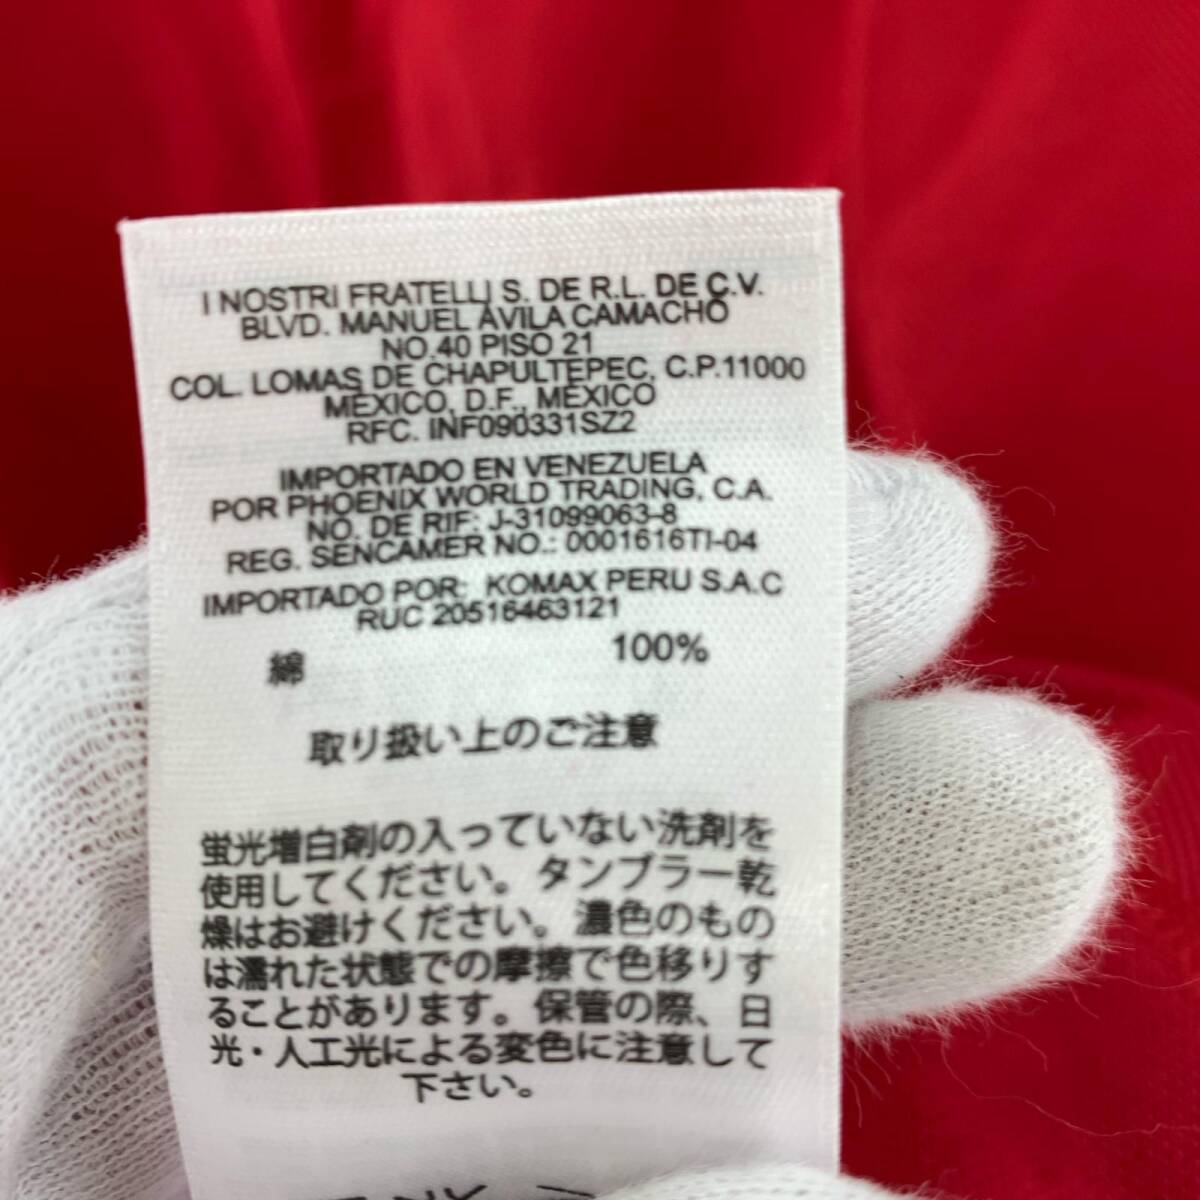 I NOSTRI FRATELLI S. DE R.L. DE C.V.
BLVD. MANUEL ÁVILA CAMACHO
NO.40 PISO 21
COL. LOMAS DE CHAPULTEPEC, C.P.11000
MÉXICO, D.F., MÉXICO
RFC. INF090331SZ2
IMPORTADO EN VENEZUELA
POR PHOENIX WORLD TRADING, C.A.
NO. DE RIF: J-31099063-8
REG. SENCAMER NO.: 0001616TI-04
IMPORTADO POR: KOMAX PERU S.A.C
RUC 20516463121
綿 100%
取り扱い上のご注意
蛍光増白剤の入っていない洗剤を
使用してください。タンブラー乾
燥はお避けください。濃色のもの
は濡れた状態での摩擦で色移りす
ることがあります。保管の際、日
光・人工光による変色に注意して
下さい。